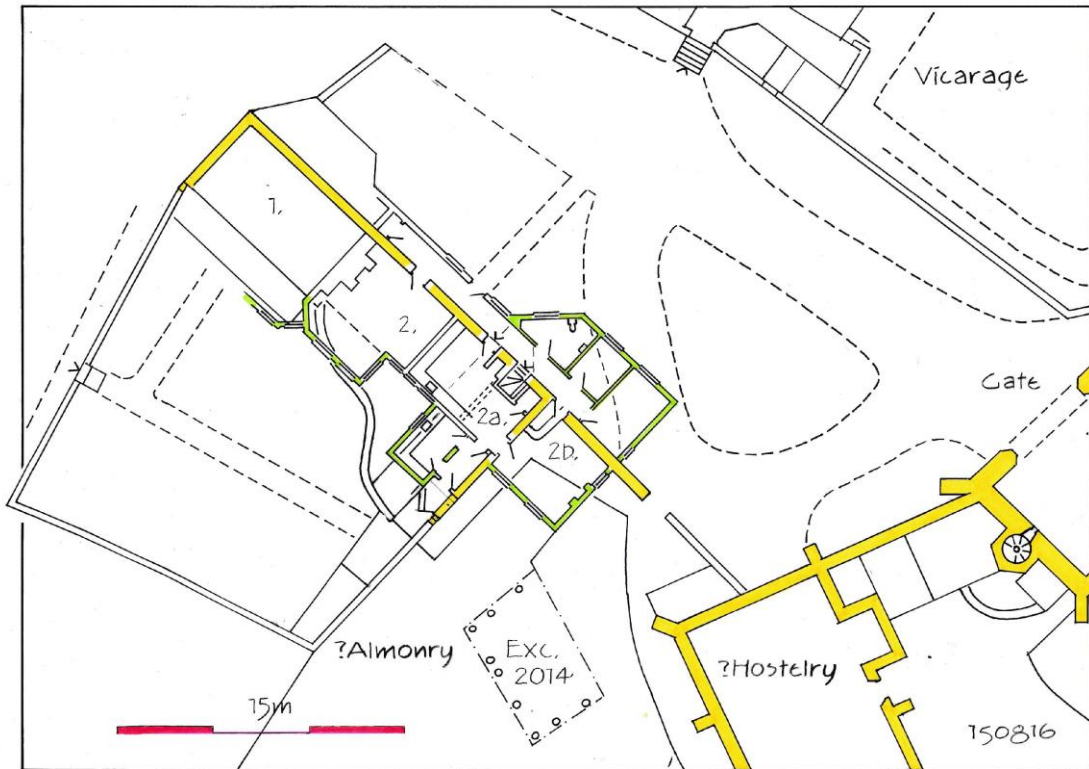 Vicarage
1.
2.
Gate
2a.
2b.
?Almonry
Exc.
2014
?Hostelry
15m
150816